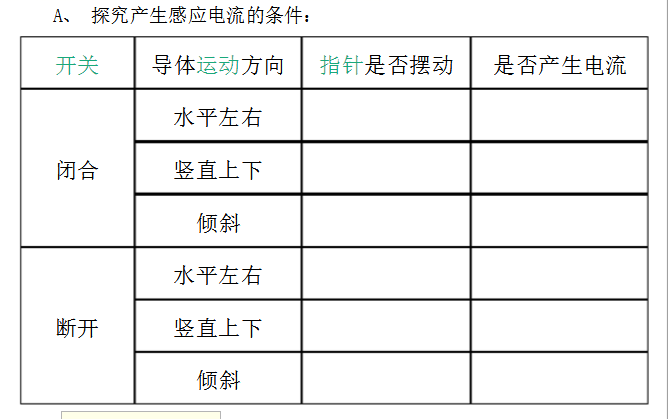 A、 探究产生感应电流的条件：
开关 导体运动方向 指针是否摆动 是否产生电流
闭合
水平左右
竖直上下
倾斜
断开
水平左右
竖直上下
倾斜